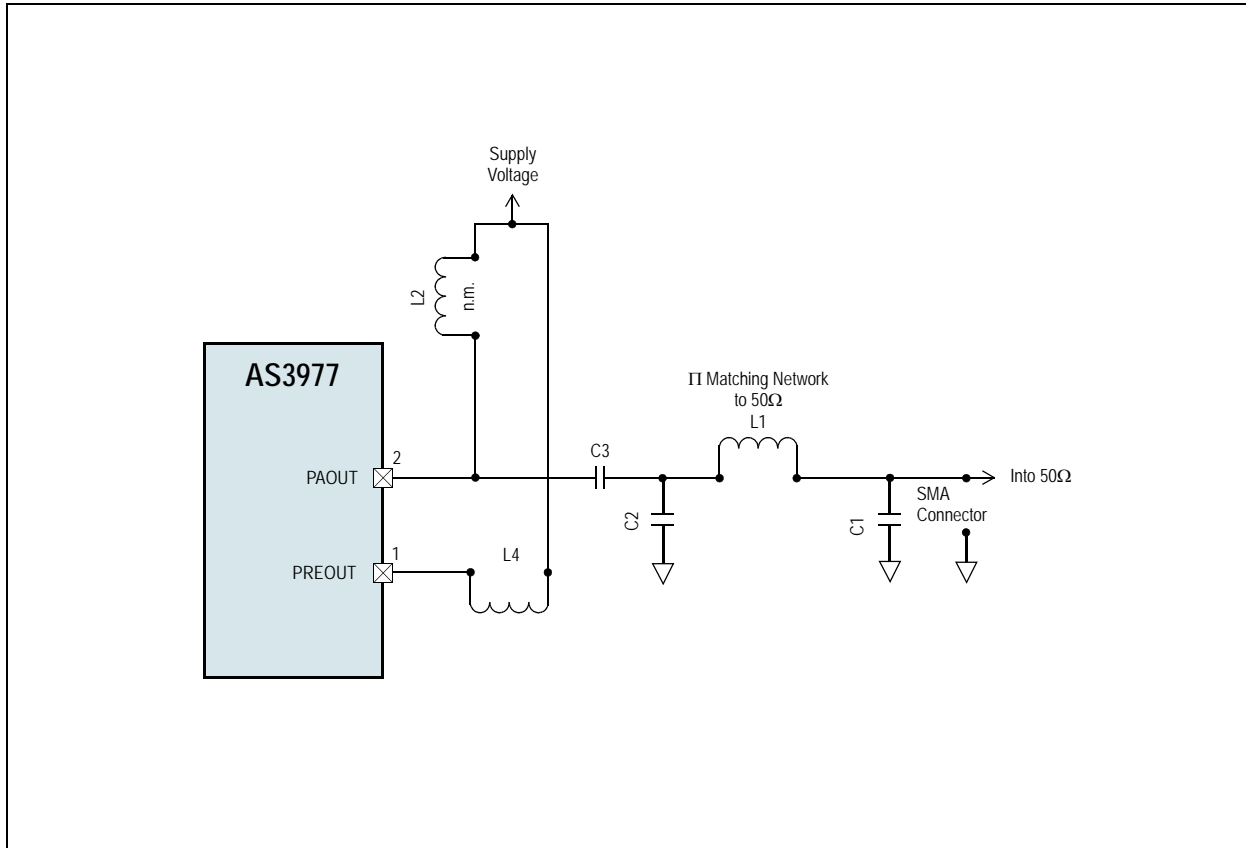 Supply
Voltage
L2
n.m.
AS3977
Π Matching Network
to 50Ω
L1
C3
2
PAOUT
Into 50Ω
SMA
Connector
C2
C1
1
L4
PREOUT